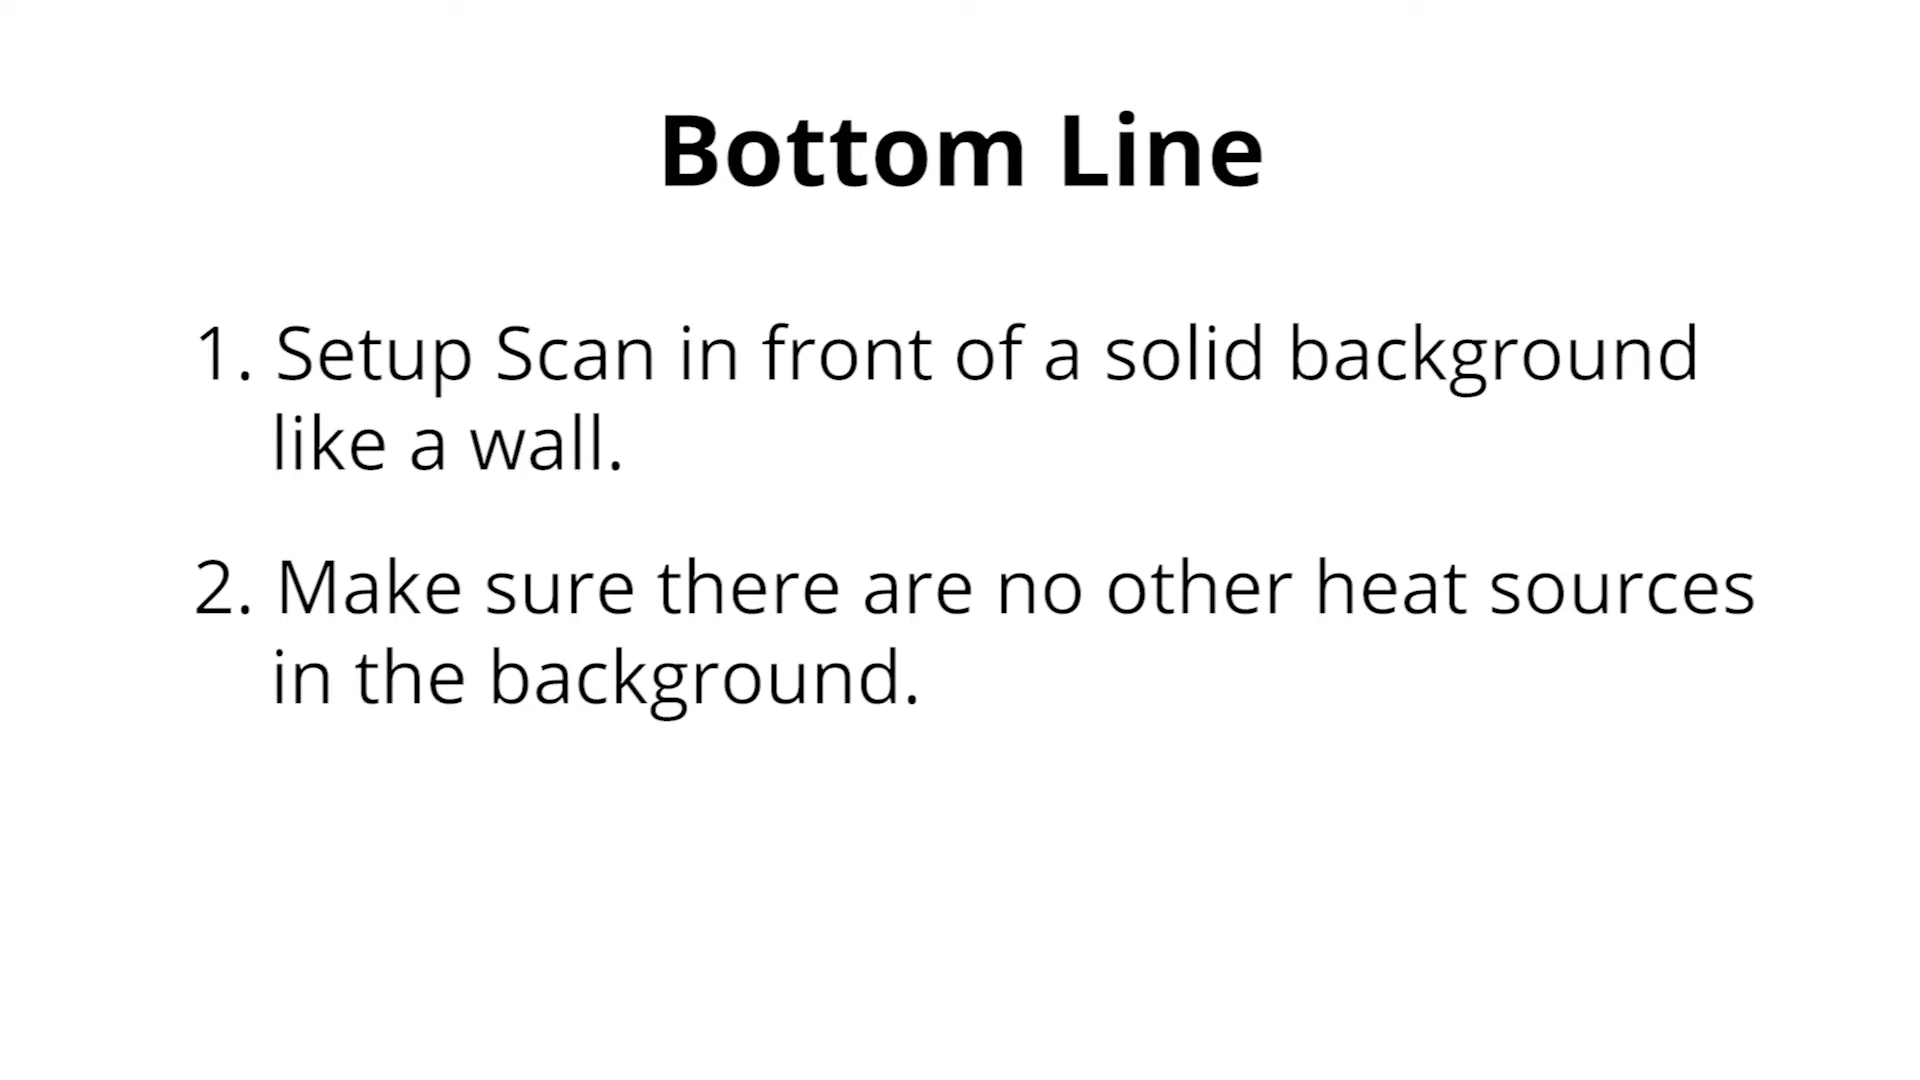 Bottom Line
1. Setup Scan in front of a solid background
like a wall.
2. Make sure there are no other heat sources
in the background.